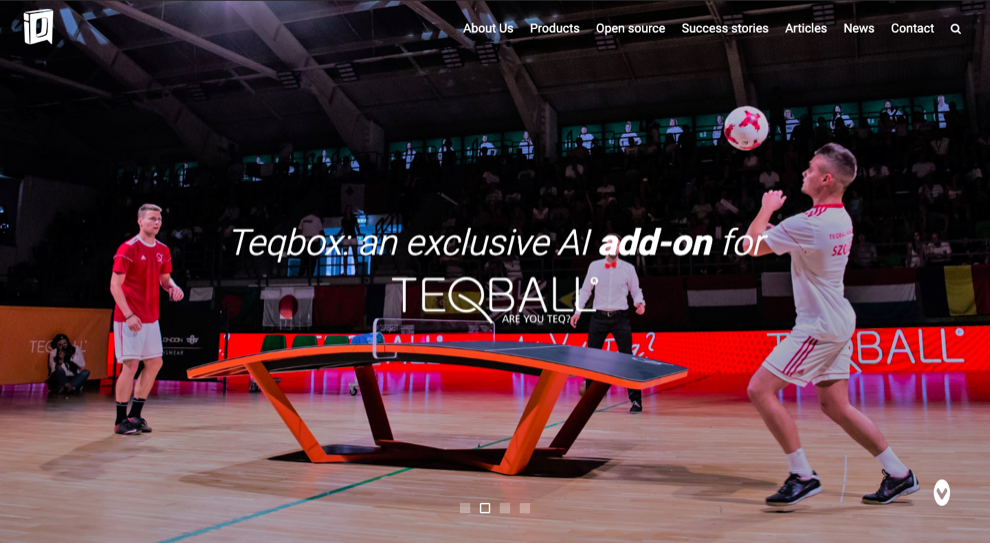 About Us Products Open source Success stories Articles News Contact
Teqbox: an exclusive AI add-on for
TEQBALL
ARE YOU TEQ?
TEQBALL